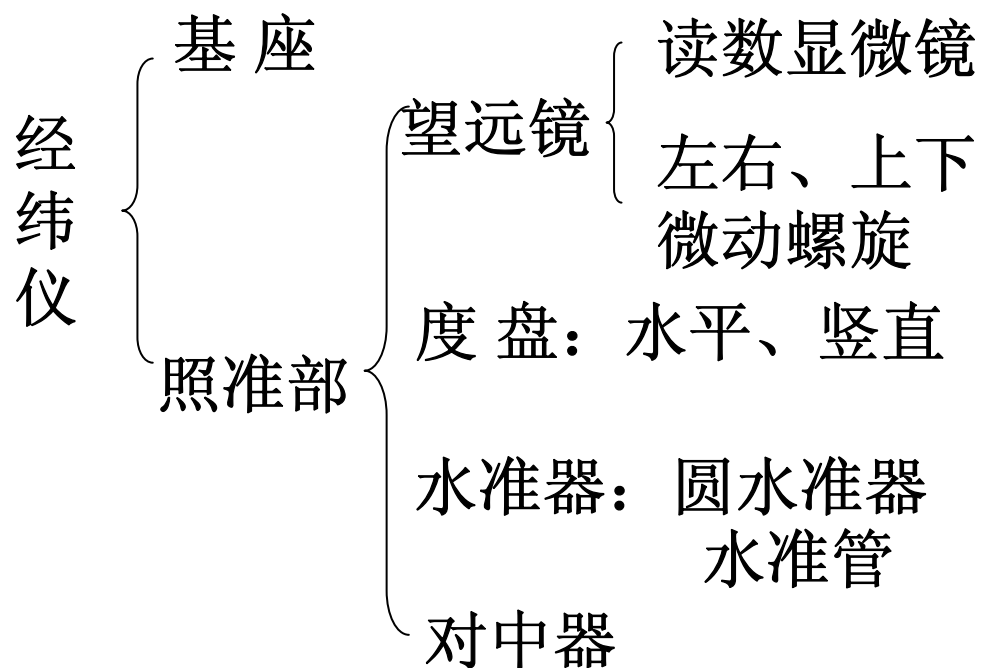 经纬仪
基 座
照准部
望远镜
读数显微镜
左右、上下
微动螺旋
度 盘：水平、竖直
水准器：圆水准器
水准管
对中器